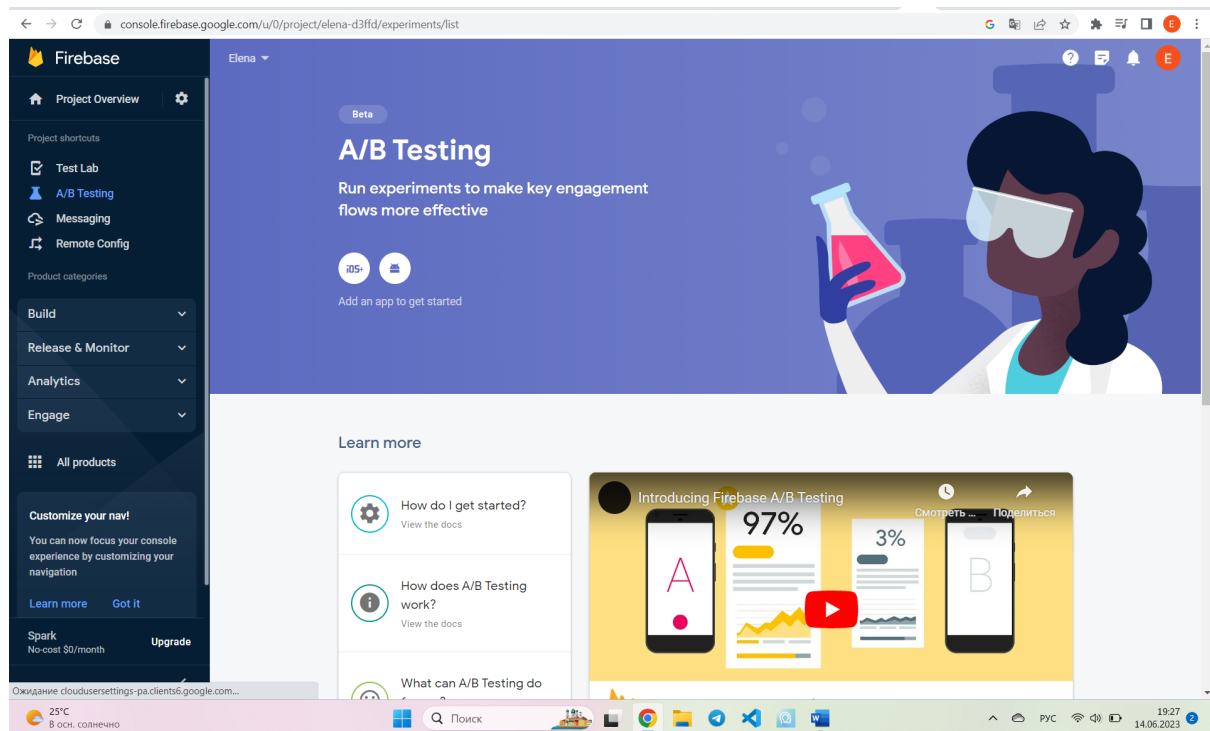 console.firebase.google.com/u/0/project/elena-d3ffd/experiments/list
E
Firebase
Elena
E
Project Overview
Project shortcuts
Test Lab
A/B Testing
Messaging
Remote Config
Product categories
Build
Release & Monitor
Analytics
Engage
All products
Customize your nav!
You can now focus your console
experience by customizing your
navigation
Learn more Got it
Spark
No-cost $0/month
Upgrade
Beta
A/B Testing
Run experiments to make key engagement
flows more effective
iOS+
Add an app to get started
Learn more
How do I get started?
View the docs
How does A/B Testing
work?
View the docs
What can A/B Testing do
Introducing Firebase A/B Testing
Смотреть ... Поделиться
97%
3%
A
B
Ожидание cloudusersettings-pa.clients6.google.com...
25°C
В осн. солнечно
Поиск
РУС
19:27
14.06.2023
2